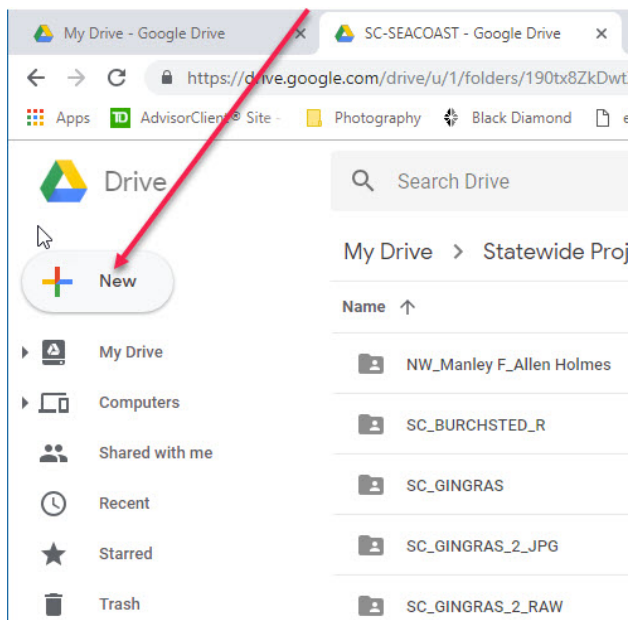 My Drive - Google Drive
SC-SEACOAST - Google Drive
https://drive.google.com/drive/u/1/folders/190tx8ZkDwt
Apps
TD AdvisorClient® Site -
Photography
Black Diamond
e
Drive
Search Drive
New
My Drive > Statewide Proj
Name
My Drive
Computers
Shared with me
Recent
Starred
Trash
NW_Manley F_Allen Holmes
SC_BURCHSTED_R
SC_GINGRAS
SC_GINGRAS_2_JPG
SC_GINGRAS_2_RAW